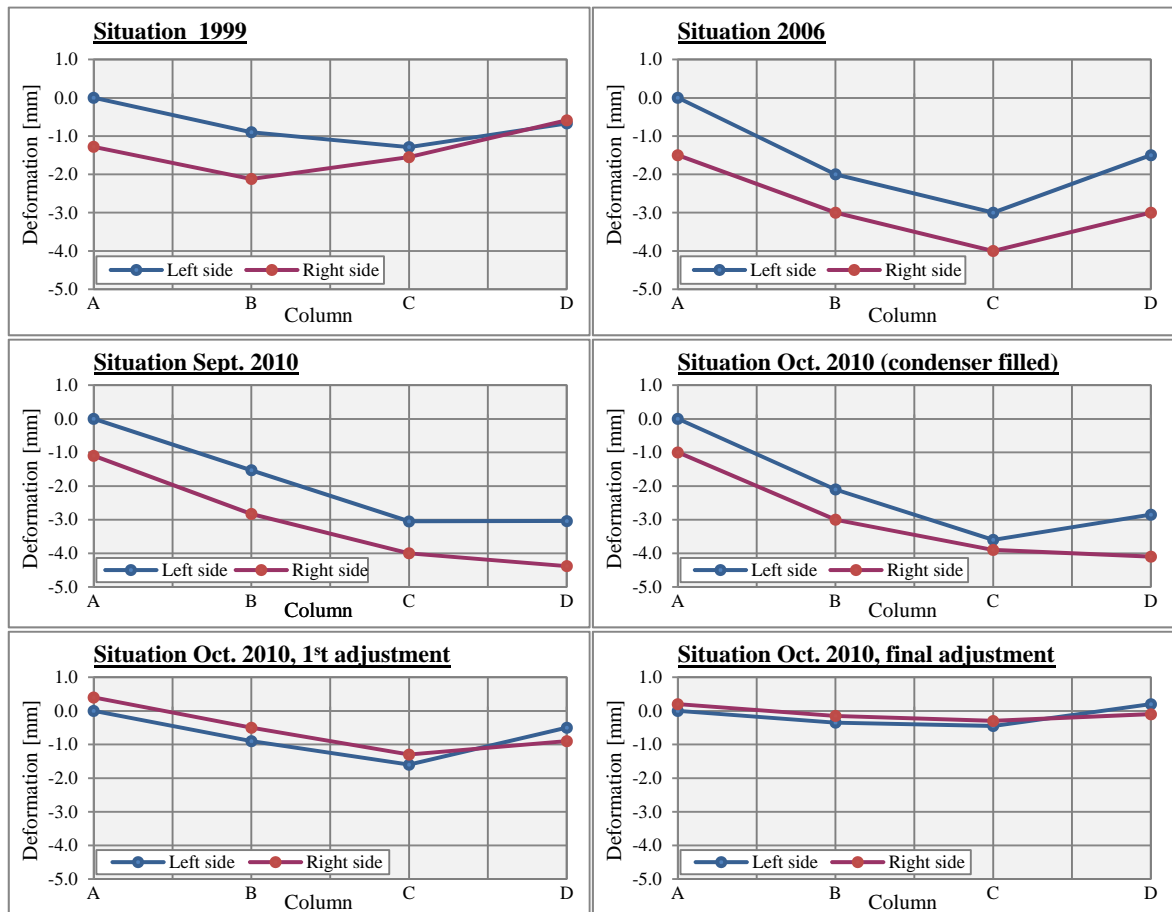 Situation  1999
Deformation [mm]
1.0
0.0
-1.0
-2.0
-3.0
-4.0
-5.0
Left side
Right side
A
B
C
D
Column
Situation 2006
Deformation [mm]
1.0
0.0
-1.0
-2.0
-3.0
-4.0
-5.0
Left side
Right side
A
B
C
D
Column
Situation Sept. 2010
Deformation [mm]
1.0
0.0
-1.0
-2.0
-3.0
-4.0
-5.0
Left side
Right side
A
B
C
D
Column
Situation Oct. 2010 (condenser filled)
Deformation [mm]
1.0
0.0
-1.0
-2.0
-3.0
-4.0
-5.0
Left side
Right side
A
B
C
D
Column
Situation Oct. 2010, 1st adjustment
Deformation [mm]
1.0
0.0
-1.0
-2.0
-3.0
-4.0
-5.0
Left side
Right side
A
B
C
D
Column
Situation Oct. 2010, final adjustment
Deformation [mm]
1.0
0.0
-1.0
-2.0
-3.0
-4.0
-5.0
Left side
Right side
A
B
C
D
Column